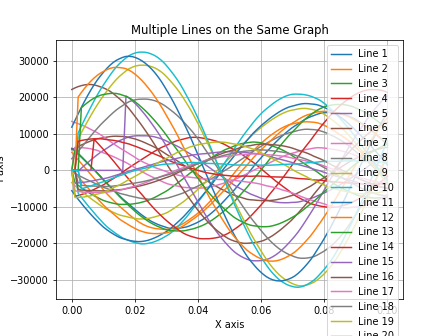 Multiple Lines on the Same Graph
30000
20000
10000
0
−10000
−20000
−30000
0.00
0.02
0.04
0.06
X axis
Line 1
Line 2
Line 3
Line 4
Line 5
Line 6
Line 7
Line 8
Line 9
Line 10
Line 11
Line 12
Line 13
Line 14
Line 15
Line 16
Line 17
Line 18
Line 19